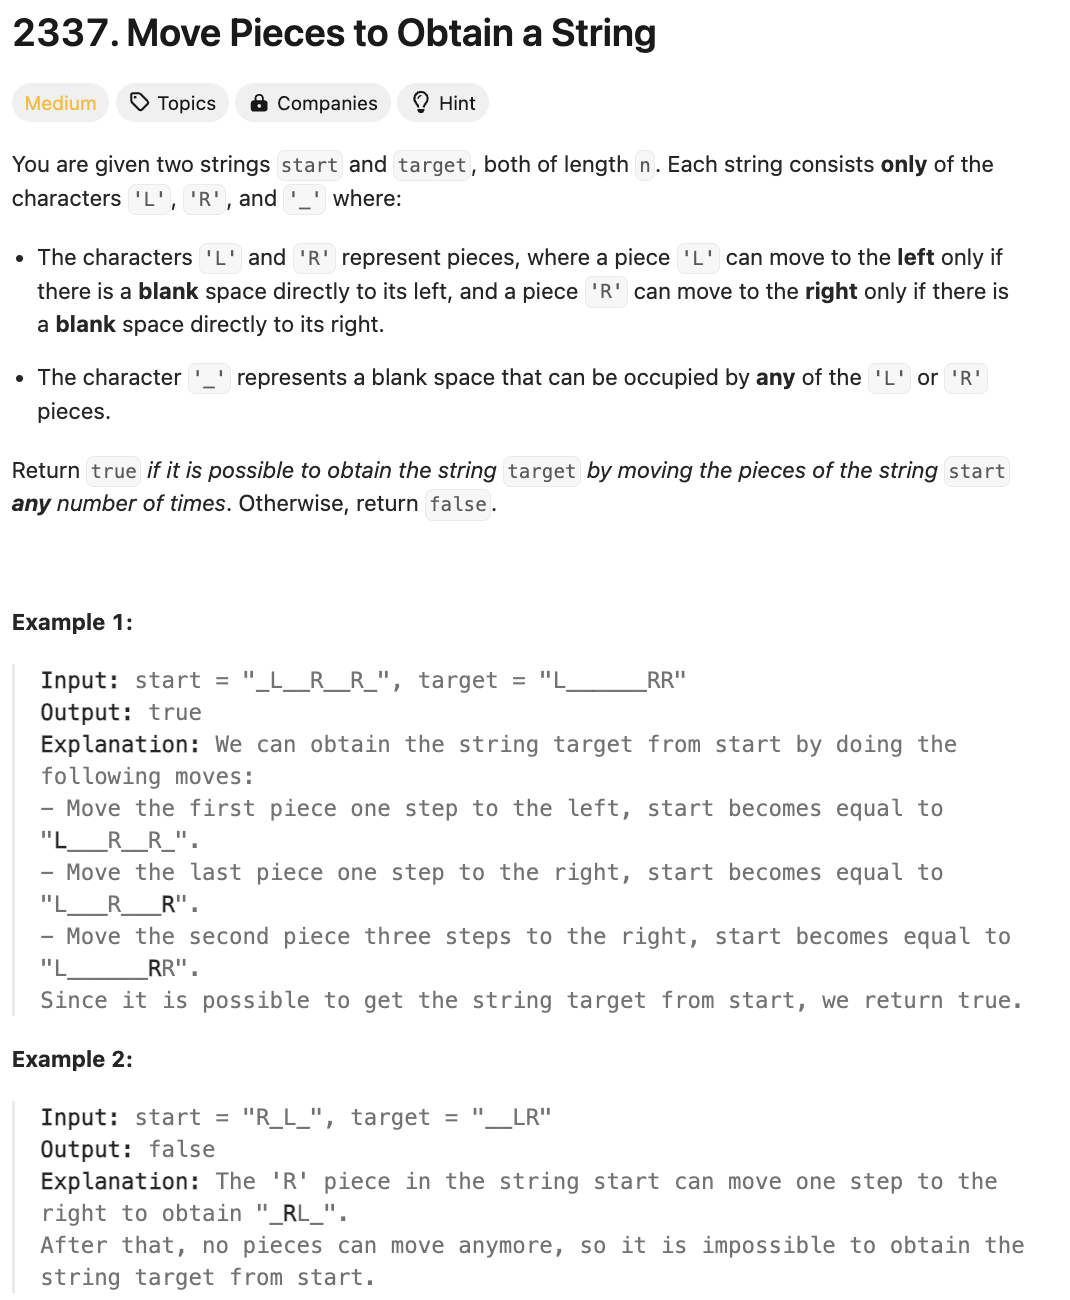 2337. Move Pieces to Obtain a String
Medium Topics Companies Hint
You are given two strings start and target, both of length n. Each string consists only of the
characters 'L', 'R', and '_' where:
• The characters 'L' and 'R' represent pieces, where a piece 'L' can move to the left only if
there is a blank space directly to its left, and a piece 'R' can move to the right only if there is
a blank space directly to its right.
• The character '_' represents a blank space that can be occupied by any of the 'L' or 'R'
pieces.
Return true if it is possible to obtain the string target by moving the pieces of the string start
any number of times. Otherwise, return false.
Example 1:
Input: start = "_L__R__R_", target = "L______RR"
Output: true
Explanation: We can obtain the string target from start by doing the
following moves:
- Move the first piece one step to the left, start becomes equal to
"L___R__R_".
- Move the last piece one step to the right, start becomes equal to
"L___R___R".
- Move the second piece three steps to the right, start becomes equal to
"L______RR".
Since it is possible to get the string target from start, we return true.
Example 2:
Input: start = "R_L_", target = "__LR"
Output: false
Explanation: The 'R' piece in the string start can move one step to the
right to obtain "_RL_".
After that, no pieces can move anymore, so it is impossible to obtain the
string target from start.